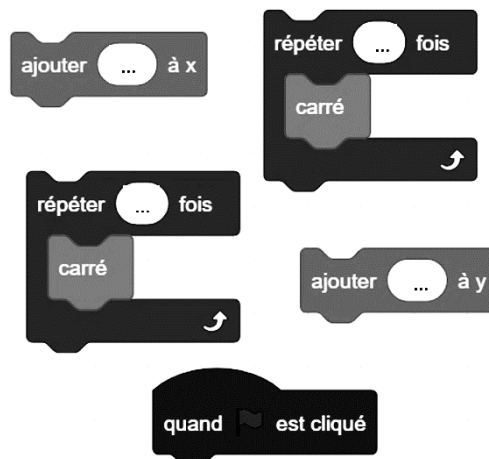 répéter ... fois
ajouter ... à x
carré
répéter ... fois
carré
ajouter ... à y
quand est cliqué